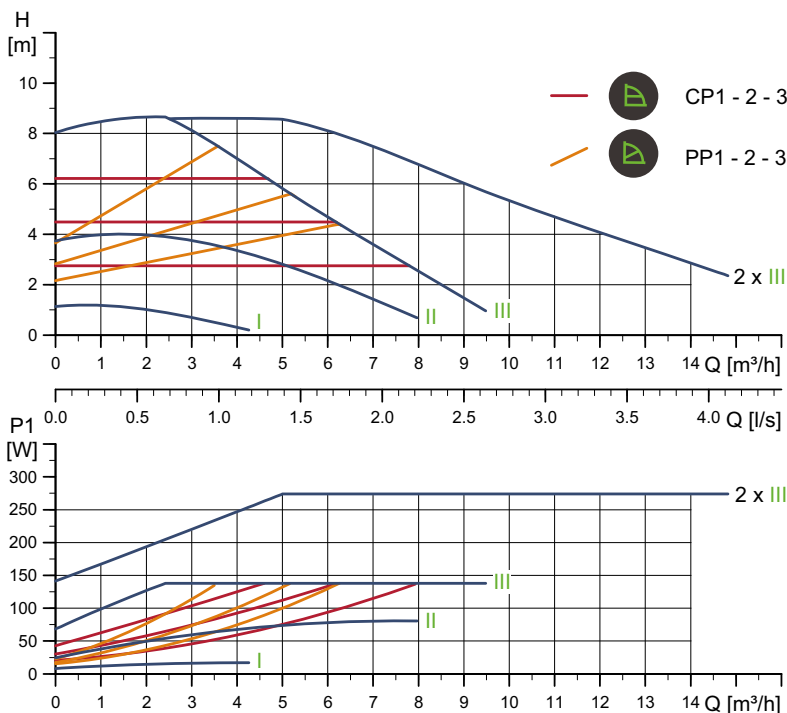 H
[m]
10
8
6
4
2
0
CP1 - 2 - 3
PP1 - 2 - 3
2 x III
I
II
III
0 1 2 3 4 5 6 7 8 9 10 11 12 13 14 Q [m³/h]
0.0 0.5 1.0 1.5 2.0 2.5 3.0 3.5 4.0 Q [l/s]
P1
[W]
300
250
200
150
100
50
0
2 x III
III
II
I
0 1 2 3 4 5 6 7 8 9 10 11 12 13 14 Q [m³/h]